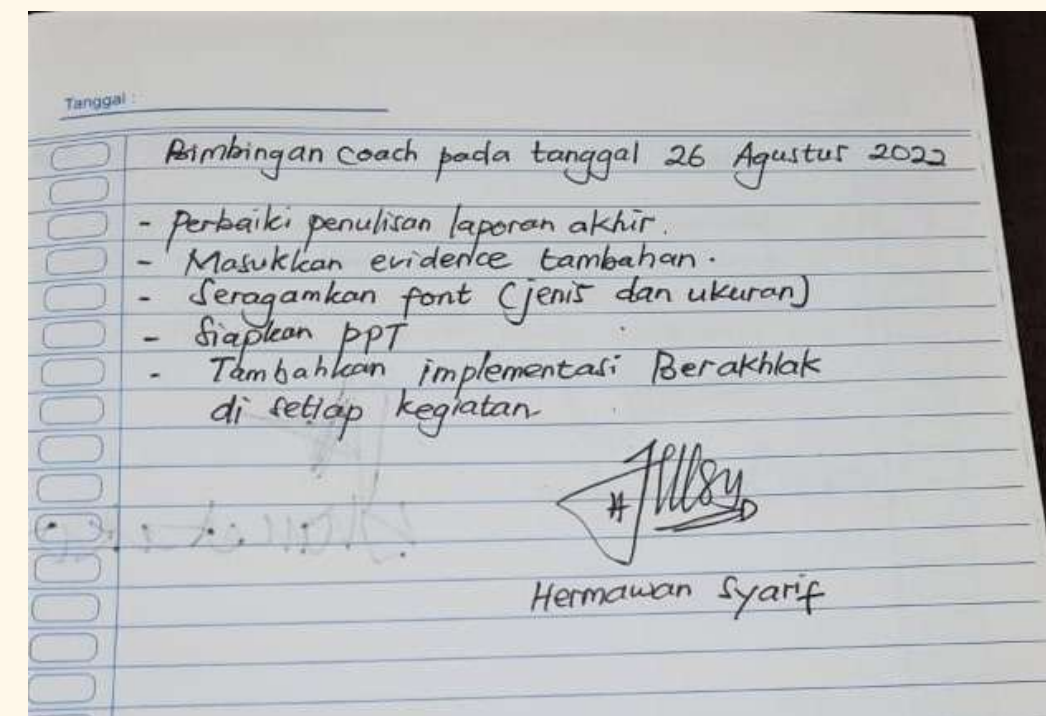 Tanggal :
Bimbingan coach pada tanggal 26 Agustus 2022
- Perbaiki penulisan laporan akhir.
- Masukkan evidence tambahan.
- Seragamkan font (jenis dan ukuran)
- Siapkan PPT
- Tambahkan implementasi Berakhlak
di setiap kegiatan
Hermawan Syarif